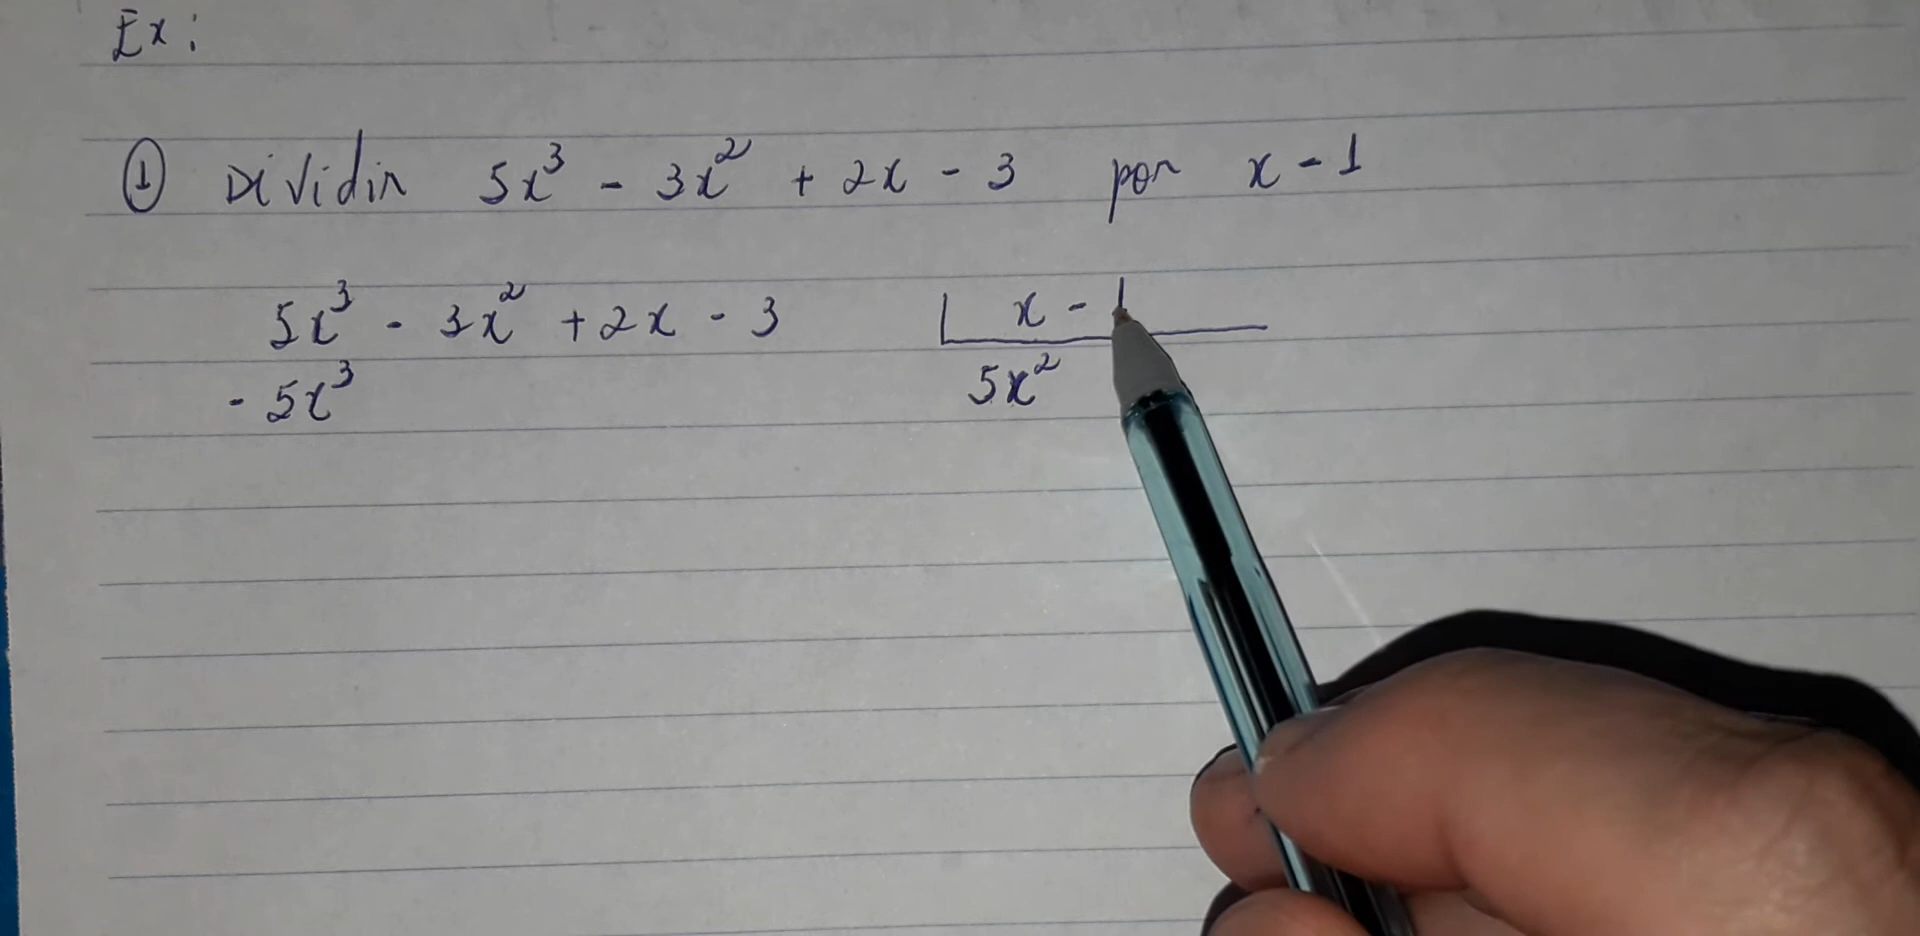 Ex:
① Dividir 5x³ - 3x² + 2x - 3 por x - 1
5x³ - 3x² + 2x - 3 | x - 1
- 5x³ 5x²